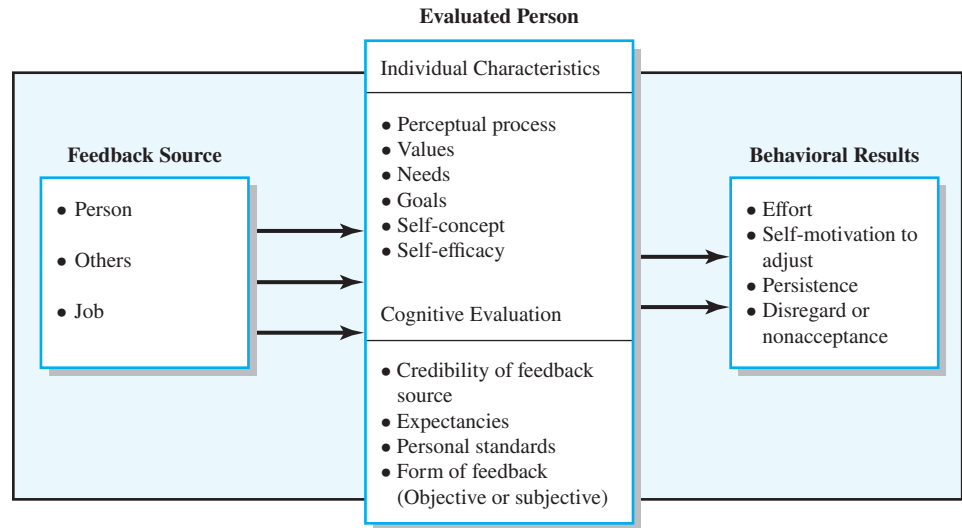 Evaluated Person
Individual Characteristics
• Perceptual process
• Values
• Needs
• Goals
• Self-concept
• Self-efficacy
Cognitive Evaluation
• Credibility of feedback
source
• Expectancies
• Personal standards
• Form of feedback
(Objective or subjective)
Feedback Source
• Person
• Others
• Job
Behavioral Results
• Effort
• Self-motivation to
adjust
• Persistence
• Disregard or
nonacceptance